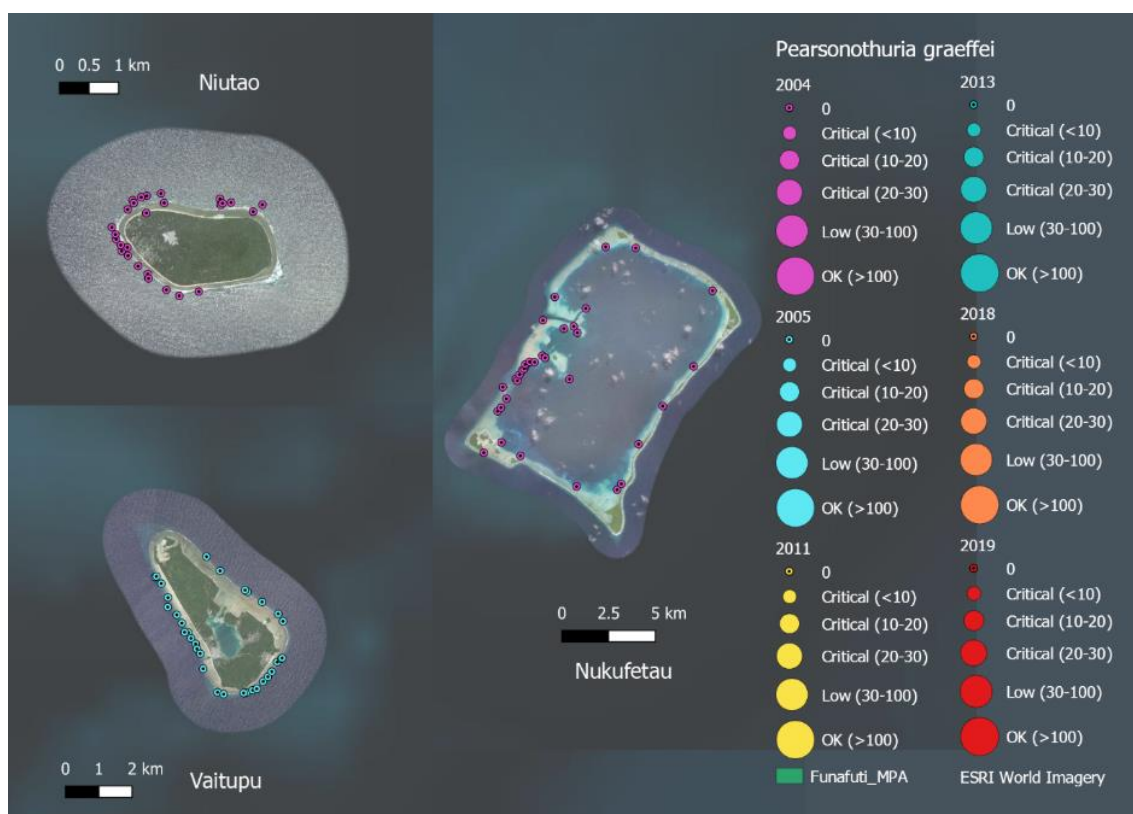 0 0.5 1 km
Niutao
0 1 2 km
Vaitupu
0 2.5 5 km
Nukufetau
Pearsonothuria graeffei
2004
0
Critical (<10)
Critical (10-20)
Critical (20-30)
Low (30-100)
OK (>100)
2005
0
Critical (<10)
Critical (10-20)
Critical (20-30)
Low (30-100)
OK (>100)
2011
0
Critical (<10)
Critical (10-20)
Critical (20-30)
Low (30-100)
OK (>100)
Funafuti_MPA
2013
0
Critical (<10)
Critical (10-20)
Critical (20-30)
Low (30-100)
OK (>100)
2018
0
Critical (<10)
Critical (10-20)
Critical (20-30)
Low (30-100)
OK (>100)
2019
0
Critical (<10)
Critical (10-20)
Critical (20-30)
Low (30-100)
OK (>100)
ESRI World Imagery